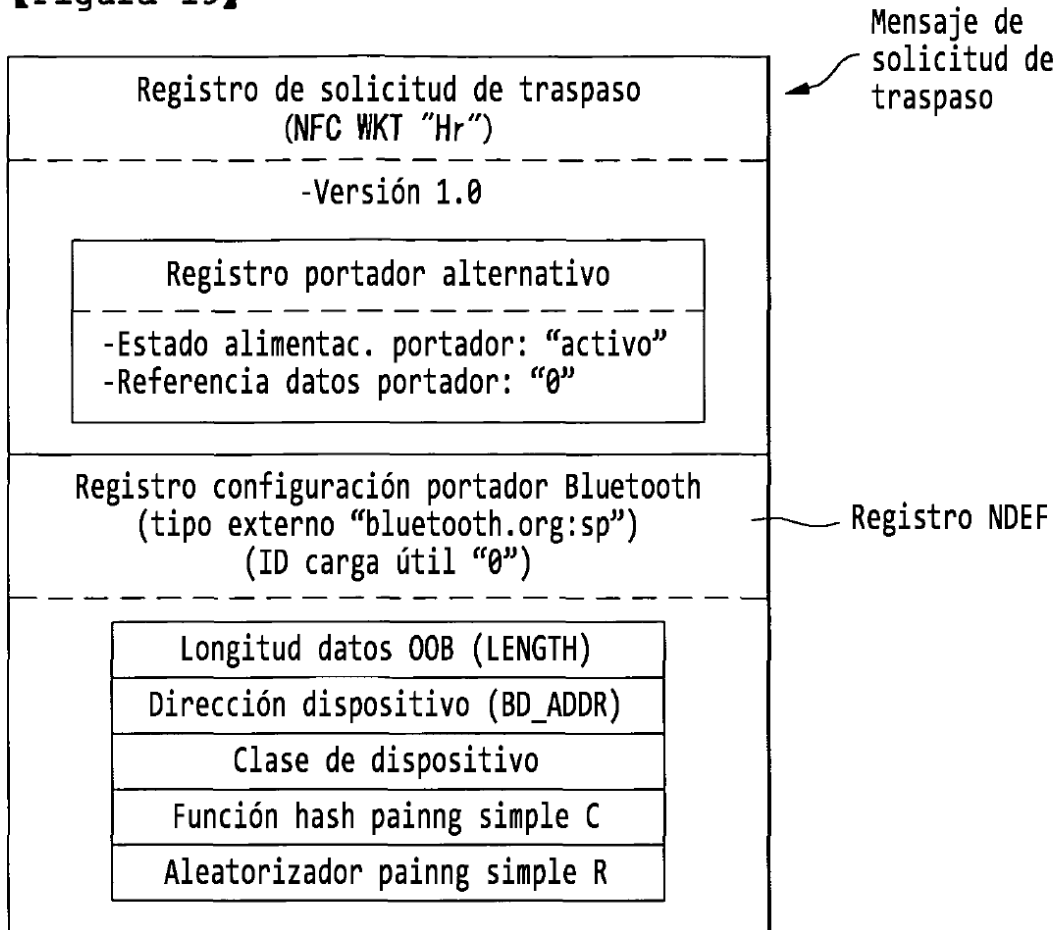 Mensaje de
solicitud de
traspaso
Registro de solicitud de traspaso
(NFC WKT "Hr")
-Versión 1.0
Registro portador alternativo
-Estado alimentac. portador: “activo”
-Referencia datos portador: “0”
Registro configuración portador Bluetooth
(tipo externo “bluetooth.org:sp”)
(ID carga útil “0”)
Registro NDEF
Longitud datos OOB (LENGTH)
Dirección dispositivo (BD_ADDR)
Clase de dispositivo
Función hash painng simple C
Aleatorizador painng simple R